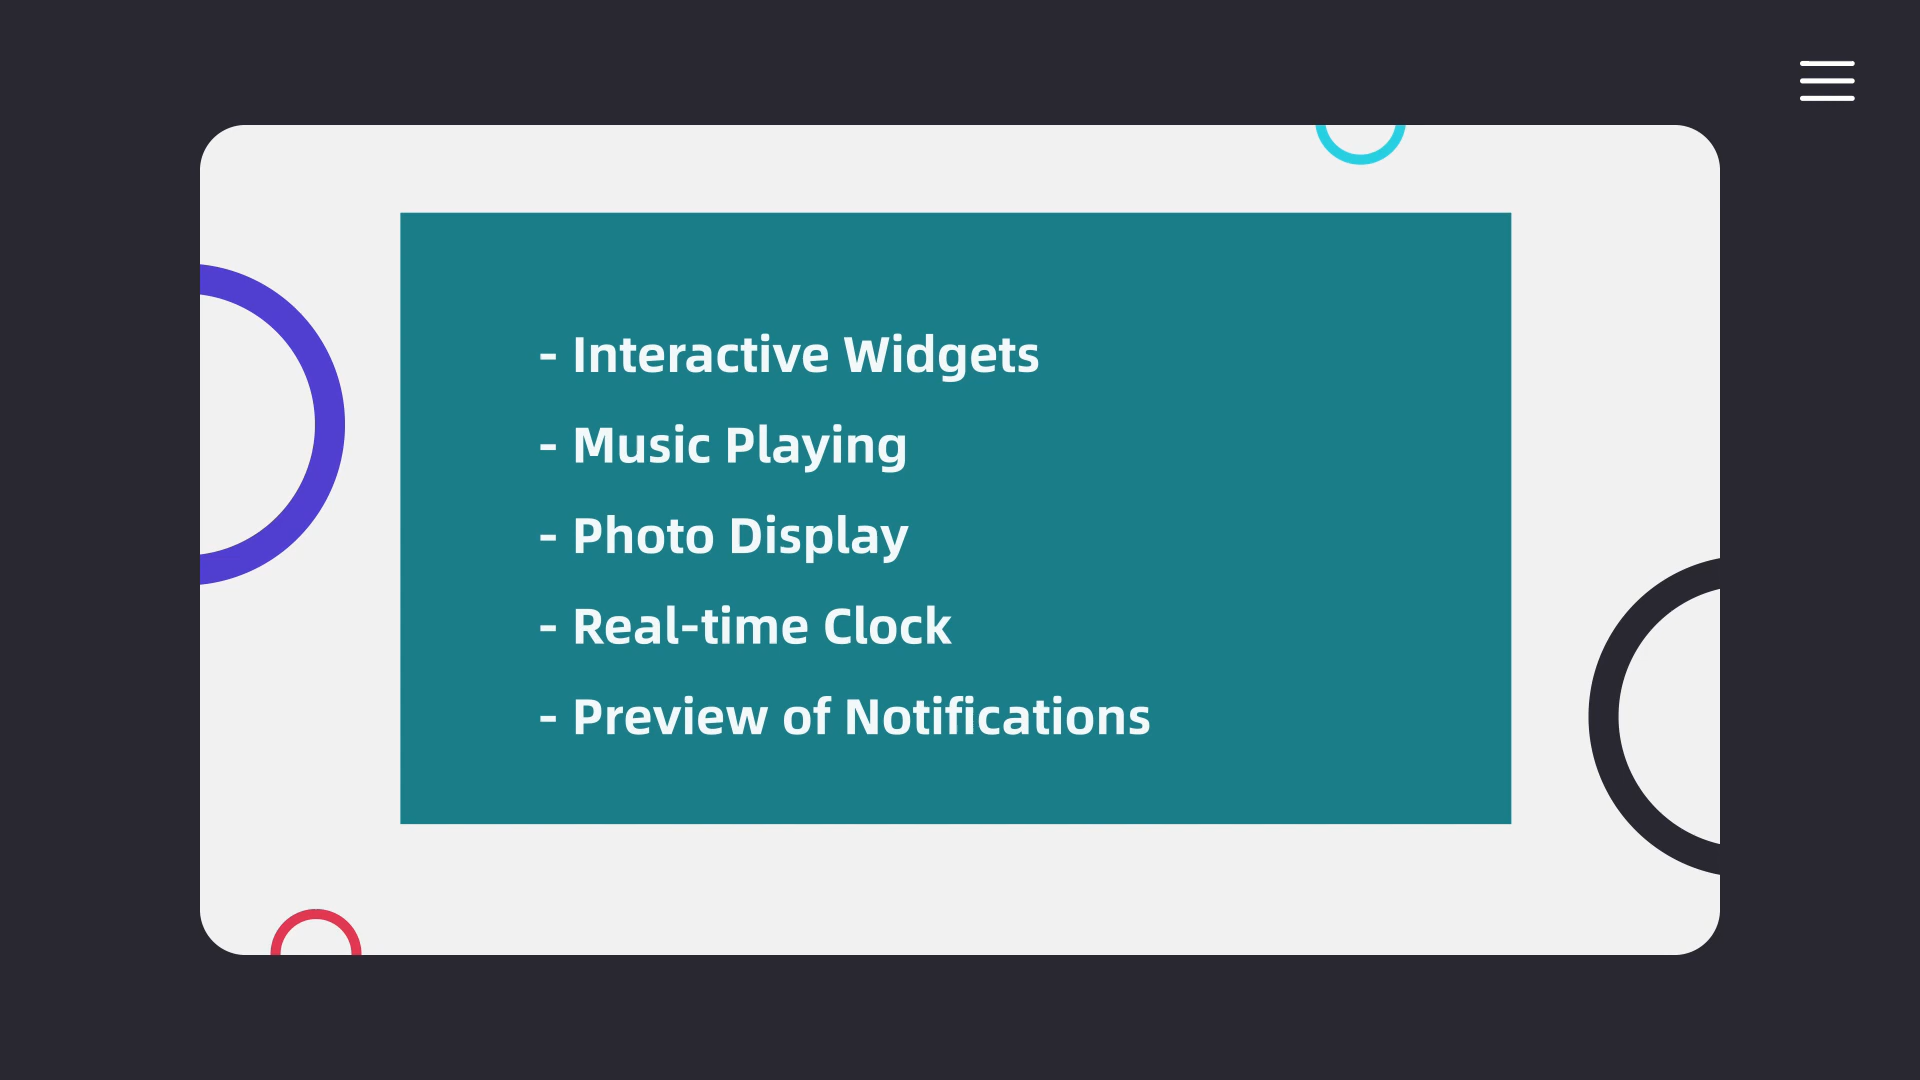 - Interactive Widgets
- Music Playing
- Photo Display
- Real-time Clock
- Preview of Notifications